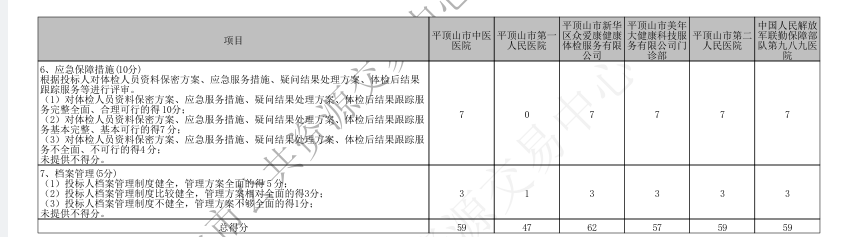 项目
平顶山市中医
医院
平顶山市第一
人民医院
平顶山市新华
区众爱康健康
体检服务有限
公司
平顶山市美年
大健康科技服
务有限公司门
诊部
平顶山市第二
人民医院
中国人民解放
军联勤保障部
队第九八九医
院
6、应急保障措施(10分)
根据投标人对体检人员资料保密方案、应急服务措施、疑问结果处理方案、体检后结果
跟踪服务等进行评审。
（1）对体检人员资料保密方案、应急服务措施、疑问结果处理方案、体检后结果跟踪服
务完整全面、合理可行的得10分；
（2）对体检人员资料保密方案、应急服务措施、疑问结果处理方案、体检后结果跟踪服
务基本完整、基本可行的得7分；
（3）对体检人员资料保密方案、应急服务措施、疑问结果处理方案、体检后结果跟踪服
务不全面、不可行的得4分；
未提供不得分。
7 0 7 7 7 7
7、档案管理(5分)
（1）投标人档案管理制度健全，管理方案全面的得5分；
（2）投标人档案管理制度比较健全，管理方案相对全面的得3分；
（3）投标人档案管理制度不健全，管理方案不够全面的得1分；
未提供不得分。
3 1 3 3 3 3
总得分 59 47 62 57 59 59